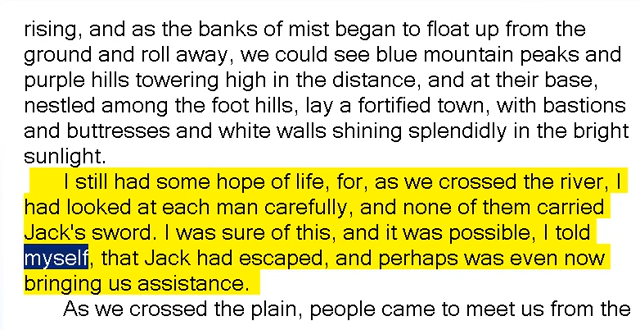 rising, and as the banks of mist began to float up from the
ground and roll away, we could see blue mountain peaks and
purple hills towering high in the distance, and at their base,
nestled among the foot hills, lay a fortified town, with bastions
and buttresses and white walls shining splendidly in the bright
sunlight.
I still had some hope of life, for, as we crossed the river, I
had looked at each man carefully, and none of them carried
Jack's sword. I was sure of this, and it was possible, I told
myself, that Jack had escaped, and perhaps was even now
bringing us assistance.
As we crossed the plain, people came to meet us from the